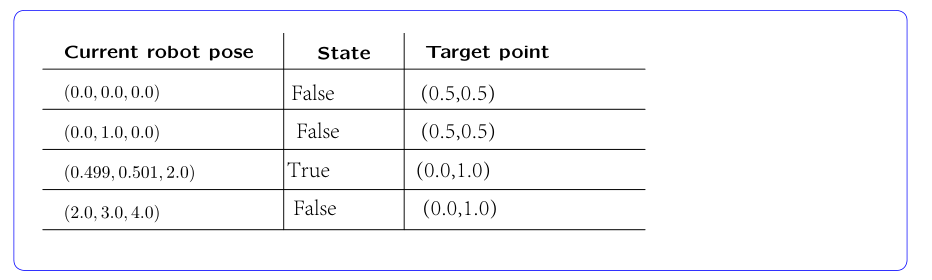 Current robot pose State Target point
(0.0, 0.0, 0.0) False (0.5,0.5)
(0.0, 1.0, 0.0) False (0.5,0.5)
(0.499, 0.501, 2.0) True (0.0,1.0)
(2.0, 3.0, 4.0) False (0.0,1.0)